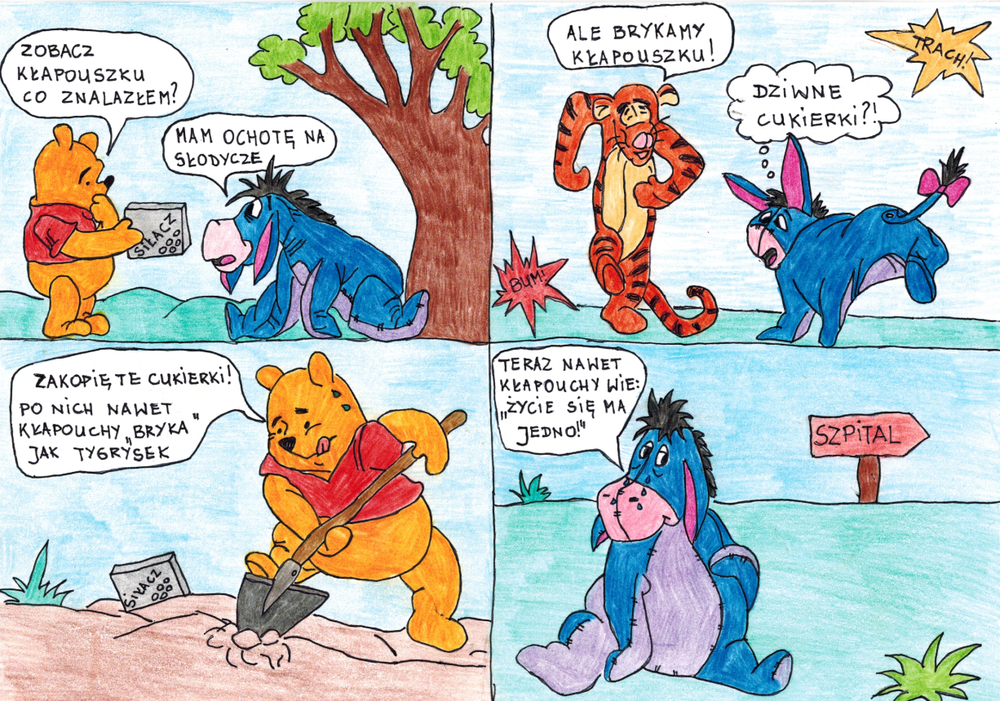 ZOBACZ
KŁAPOUSZKU
CO ZNALAZŁEM?
MAM OCHOTĘ NA
SŁODYCZE
SIŁACZ
ALE BRYKAMY
KŁAPOUSZKU!
TRACH!
DZIWNE
CUKIERKI?!
BUM!
ZAKOPIĘ TE CUKIERKI!
PO NICH NAWET
KŁAPOUCHY „BRYKA"
JAK TYGRYSEK
SIŁACZ
TERAZ NAWET
KŁAPOUCHY WIE:
„ŻYCIE SIĘ MA
JEDNO!"
SZPITAL